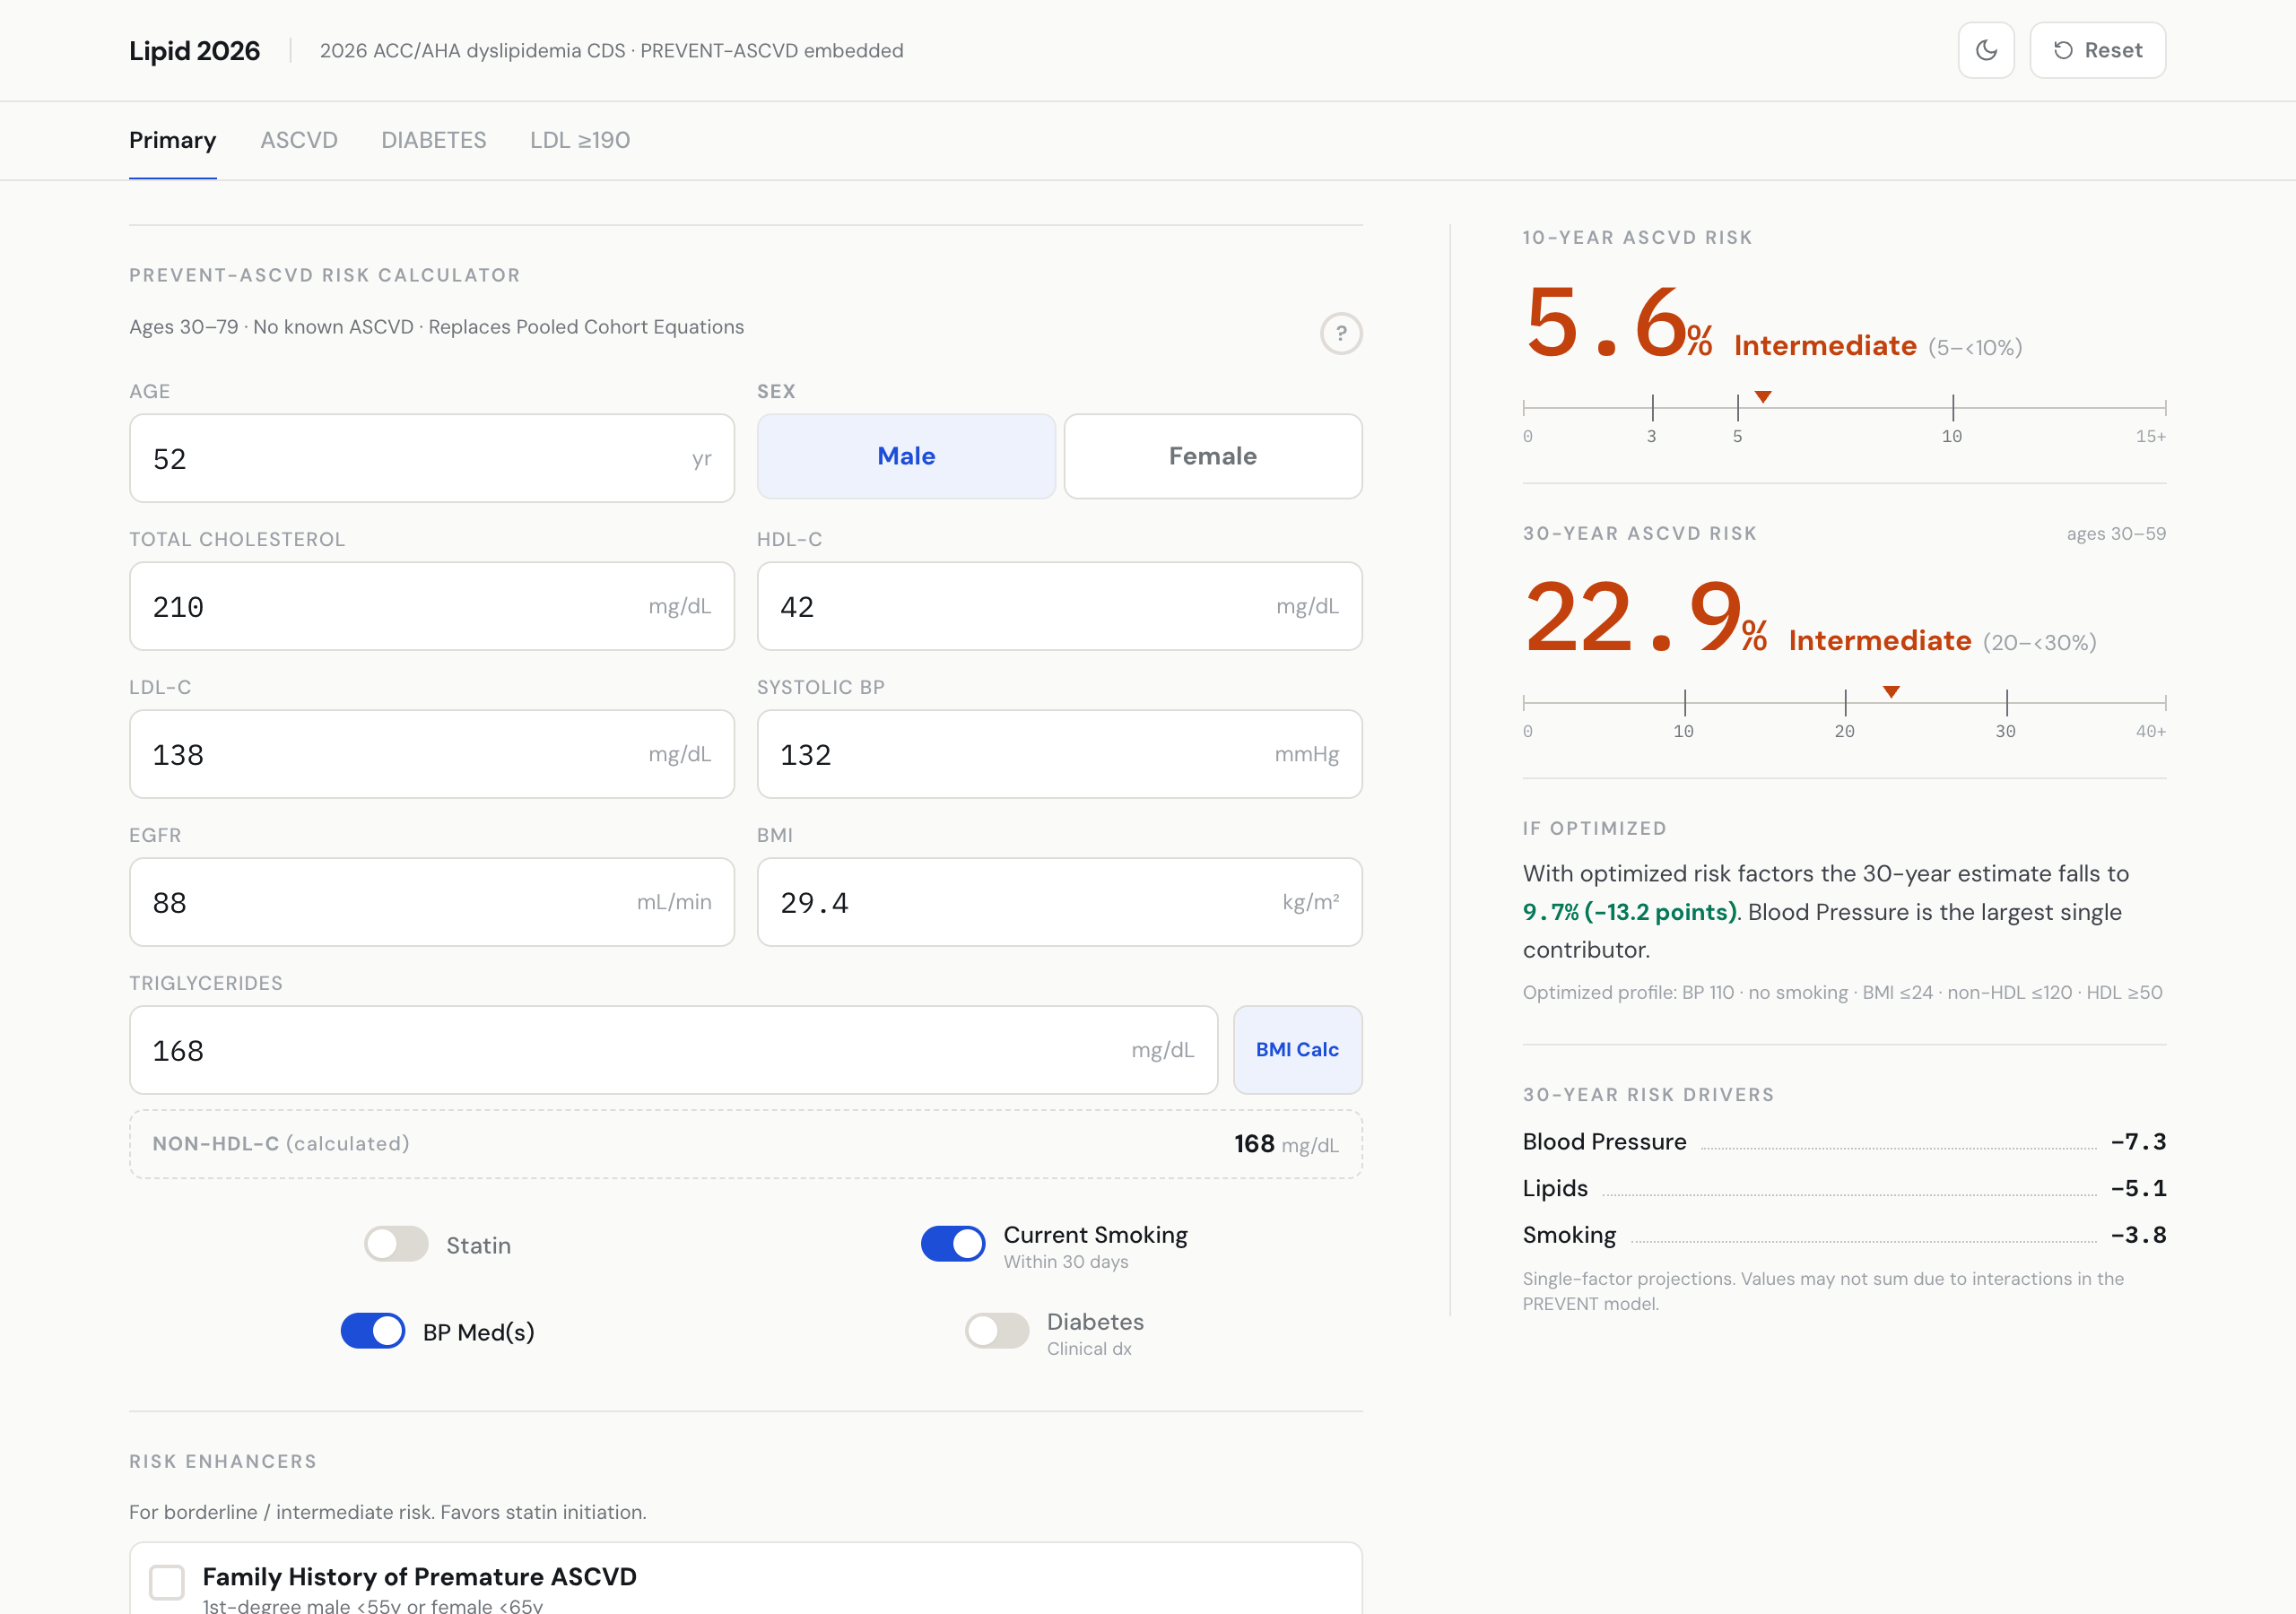 Lipid 2026
2026 ACC/AHA dyslipidemia CDS · PREVENT-ASCVD embedded
Reset
Primary
ASCVD
DIABETES
LDL ≥190
PREVENT-ASCVD RISK CALCULATOR
Ages 30–79 · No known ASCVD · Replaces Pooled Cohort Equations
?
AGE
52 yr
SEX
Male
Female
TOTAL CHOLESTEROL
210 mg/dL
HDL-C
42 mg/dL
LDL-C
138 mg/dL
SYSTOLIC BP
132 mmHg
EGFR
88 mL/min
BMI
29.4 kg/m²
TRIGLYCERIDES
168 mg/dL
BMI Calc
NON-HDL-C (calculated) 168 mg/dL
Statin
Current Smoking
Within 30 days
BP Med(s)
Diabetes
Clinical dx
RISK ENHANCERS
For borderline / intermediate risk. Favors statin initiation.
Family History of Premature ASCVD
1st-degree male <55y or female <65y
10-YEAR ASCVD RISK
5.6% Intermediate (5–<10%)
0 3 5 10 15+
30-YEAR ASCVD RISK ages 30–59
22.9% Intermediate (20–<30%)
0 10 20 30 40+
IF OPTIMIZED
With optimized risk factors the 30-year estimate falls to
9.7% (−13.2 points). Blood Pressure is the largest single
contributor.
Optimized profile: BP 110 · no smoking · BMI ≤24 · non-HDL ≤120 · HDL ≥50
30-YEAR RISK DRIVERS
Blood Pressure −7.3
Lipids −5.1
Smoking −3.8
Single-factor projections. Values may not sum due to interactions in the
PREVENT model.